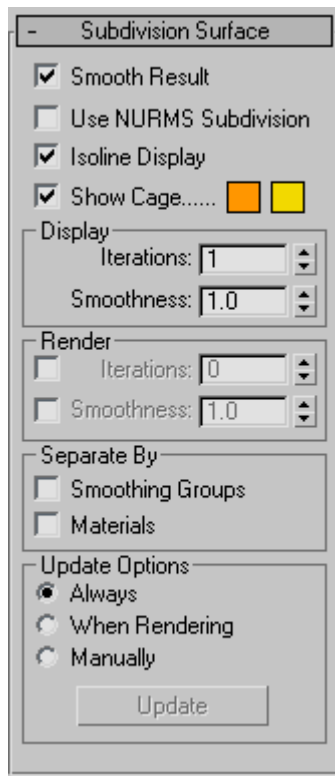 - Subdivision Surface
Smooth Result
Use NURMS Subdivision
Isoline Display
Show Cage......
Display
Iterations: 1
Smoothness: 1.0
Render
Iterations: 0
Smoothness: 1.0
Separate By
Smoothing Groups
Materials
Update Options
Always
When Rendering
Manually
Update